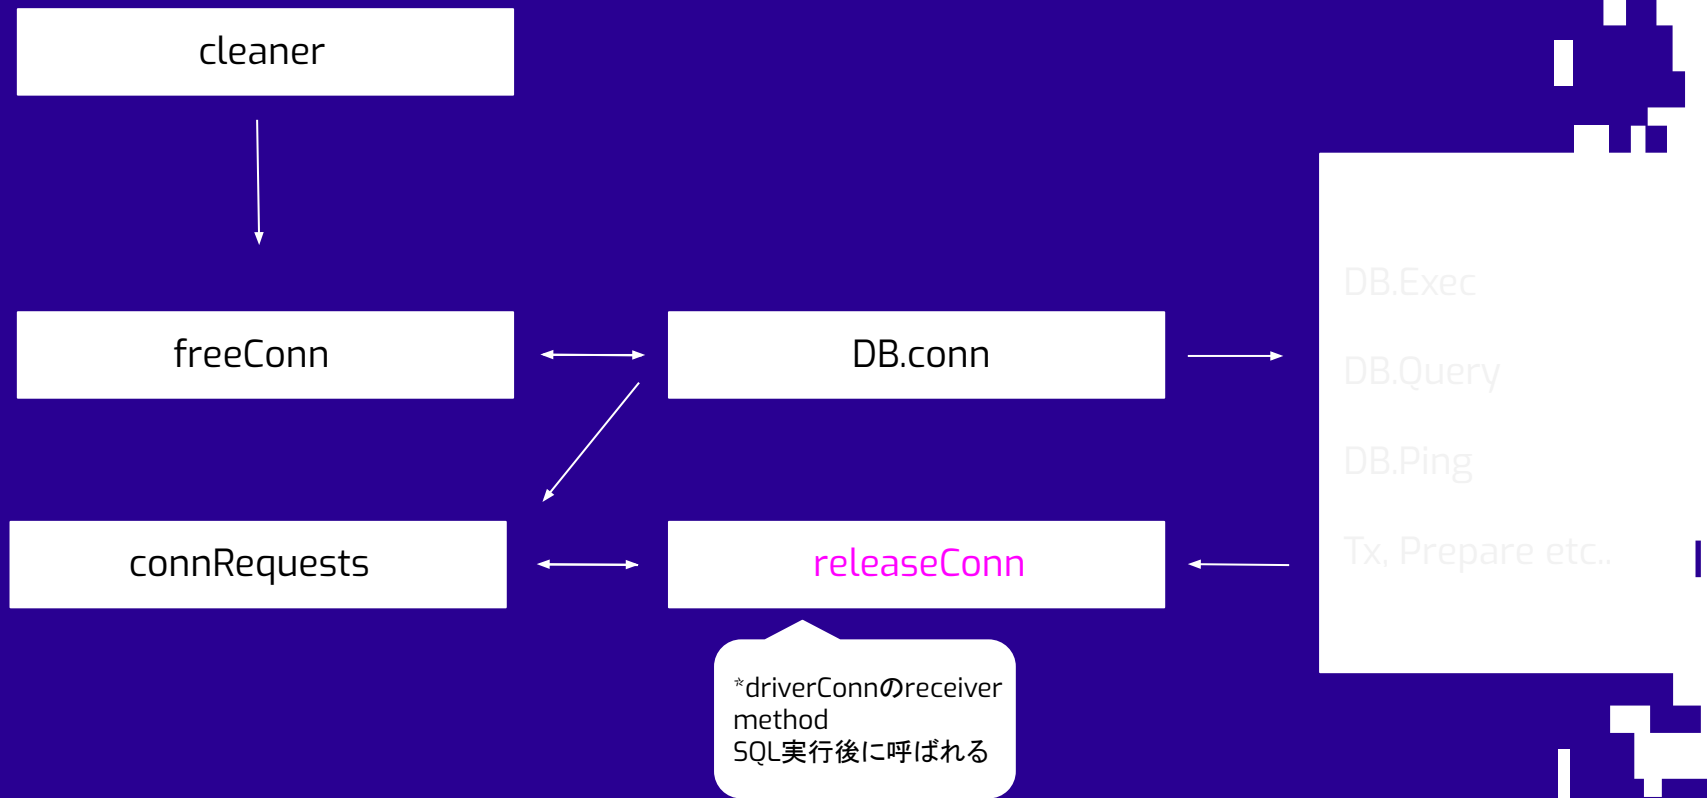 cleaner
freeConn
DB.conn
DB.Exec
DB.Query
DB.Ping
Tx, Prepare etc..
connRequests
releaseConn
*driverConnのreceiver
method
SQL実行後に呼ばれる